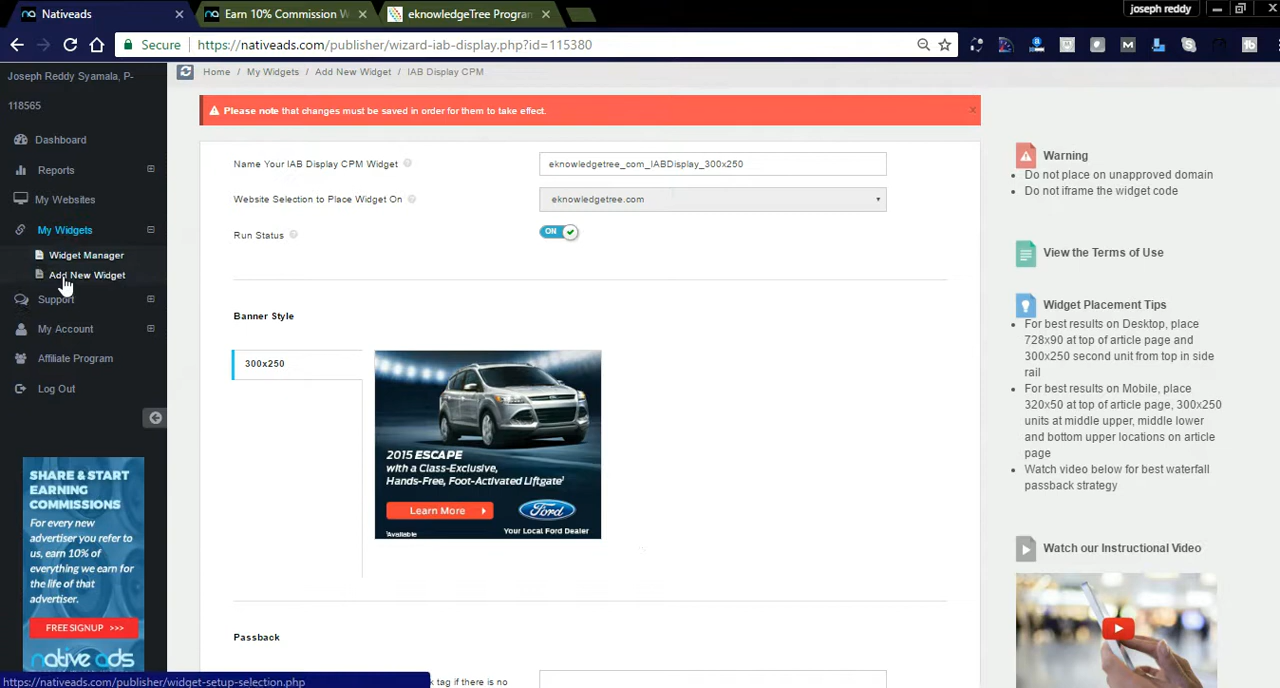 Nativeads
Earn 10% Commission W
eknowledgeTree Program
joseph reddy
Secure
https://nativeads.com/publisher/wizard-iab-display.php?id=115380
Joseph Reddy Syamala, P-
118565
Dashboard
Reports
My Websites
My Widgets
Widget Manager
Add New Widget
Support
My Account
Affiliate Program
Log Out
SHARE & START
EARNING
COMMISSIONS
For every new
advertiser you refer to
us, earn 10% of
everything we earn for
the life of that
advertiser.
FREE SIGNUP >>>
native ads
https://nativeads.com/publisher/widget-setup-selection.php
Home / My Widgets / Add New Widget / IAB Display CPM
Please note that changes must be saved in order for them to take effect.
Name Your IAB Display CPM Widget
eknowledgetree_com_IABDisplay_300x250
Website Selection to Place Widget On
eknowledgetree.com
Run Status
ON
Banner Style
300x250
2015 ESCAPE
with a Class-Exclusive,
Hands-Free, Foot-Activated Liftgate¹
Learn More
Ford
¹Available
Your Local Ford Dealer
Passback
k tag if there is no
Warning
• Do not place on unapproved domain
• Do not iframe the widget code
View the Terms of Use
Widget Placement Tips
• For best results on Desktop, place
728x90 at top of article page and
300x250 second unit from top in side
rail
• For best results on Mobile, place
320x50 at top of article page, 300x250
units at middle upper, middle lower
and bottom upper locations on article
page
• Watch video below for best waterfall
passback strategy
Watch our Instructional Video